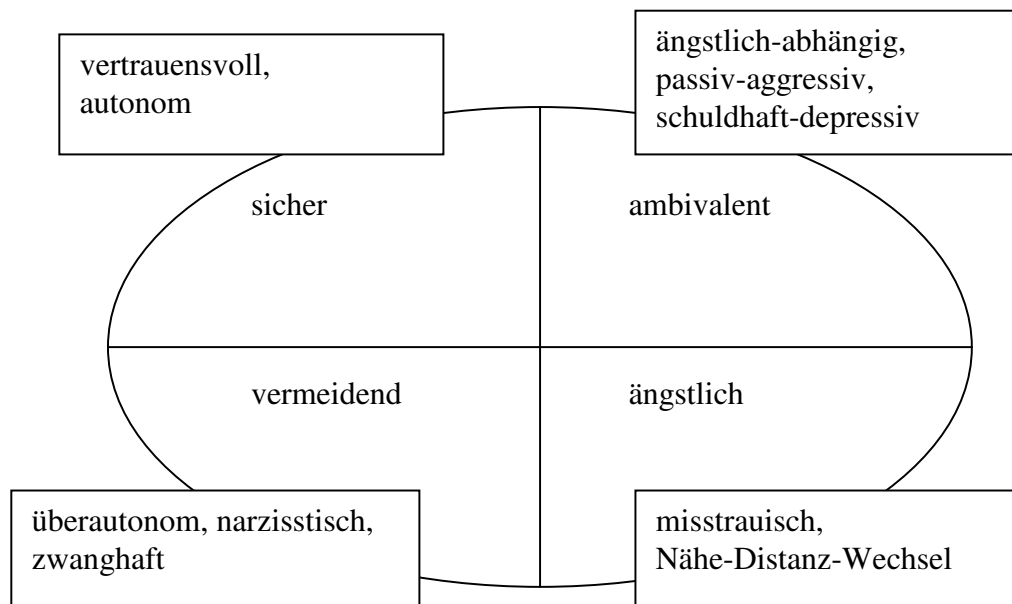 vertrauensvoll,
autonom
ängstlich-abhängig,
passiv-aggressiv,
schuldhaft-depressiv
sicher
ambivalent
vermeidend
ängstlich
überautonom, narzisstisch,
zwanghaft
misstrauisch,
Nähe-Distanz-Wechsel